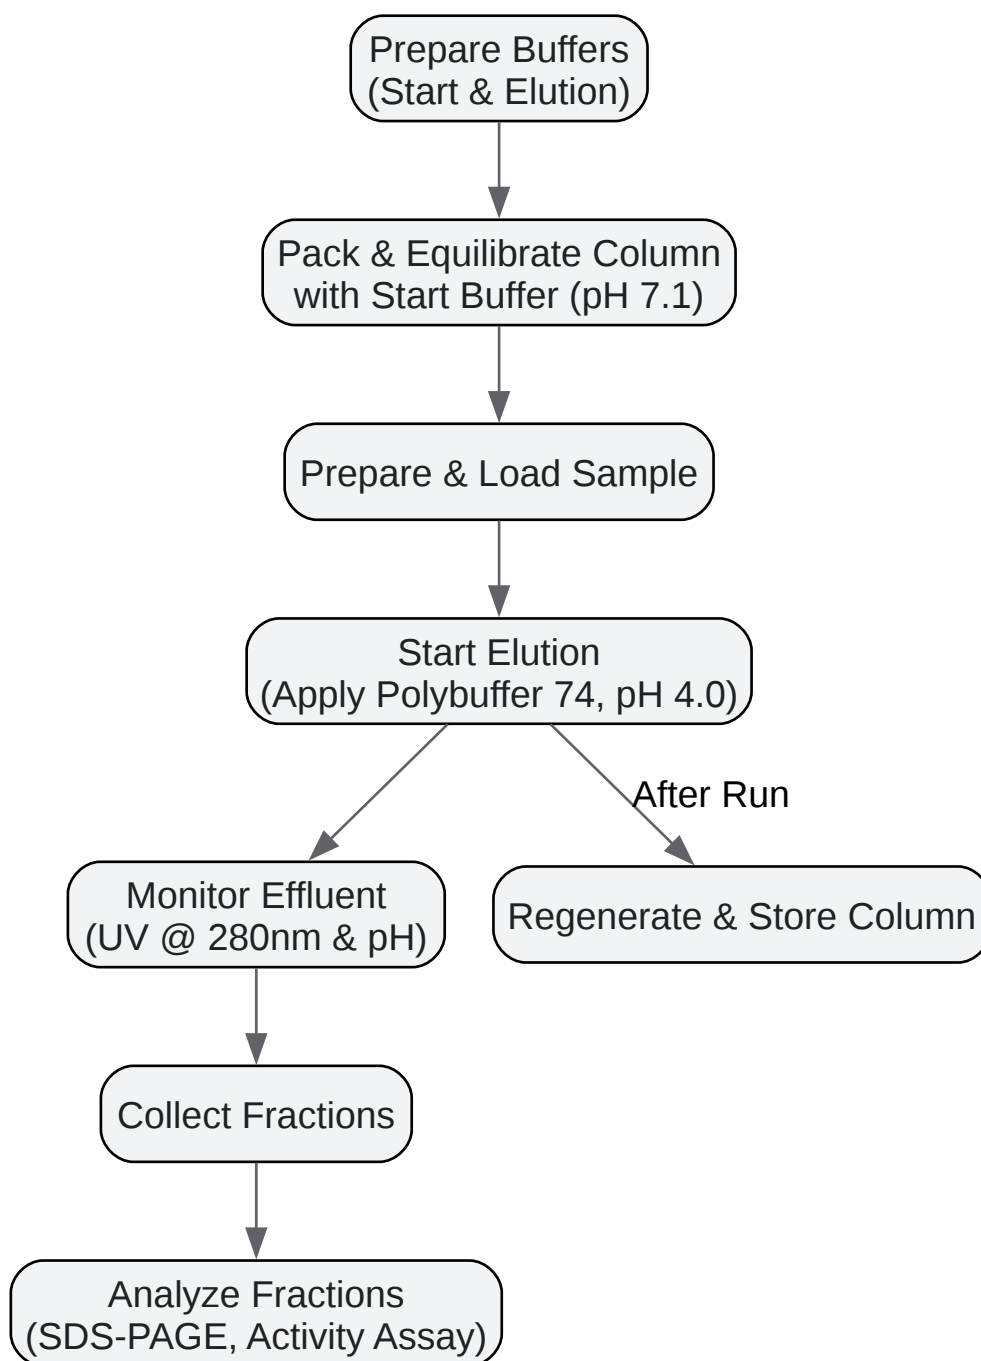 Prepare Buffers
(Start & Elution)
Pack & Equilibrate Column
with Start Buffer (pH 7.1)
Prepare & Load Sample
Start Elution
(Apply Polybuffer 74, pH 4.0)
After Run
Monitor Effluent
(UV @ 280nm & pH)
Regenerate & Store Column
Collect Fractions
Analyze Fractions
(SDS-PAGE, Activity Assay)